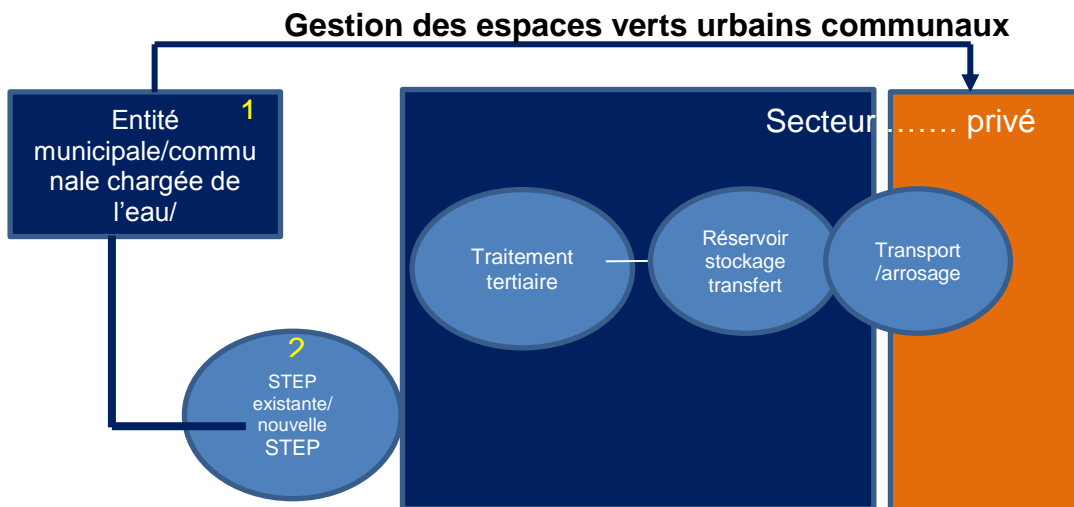 Gestion des espaces verts urbains communaux
1
Entité
municipale/commu
nale chargée de
l'eau/
Secteur ....... privé
Traitement
tertiaire
Réservoir
stockage
transfert
Transport
/arrosage
2
STEP
existante/
nouvelle
STEP